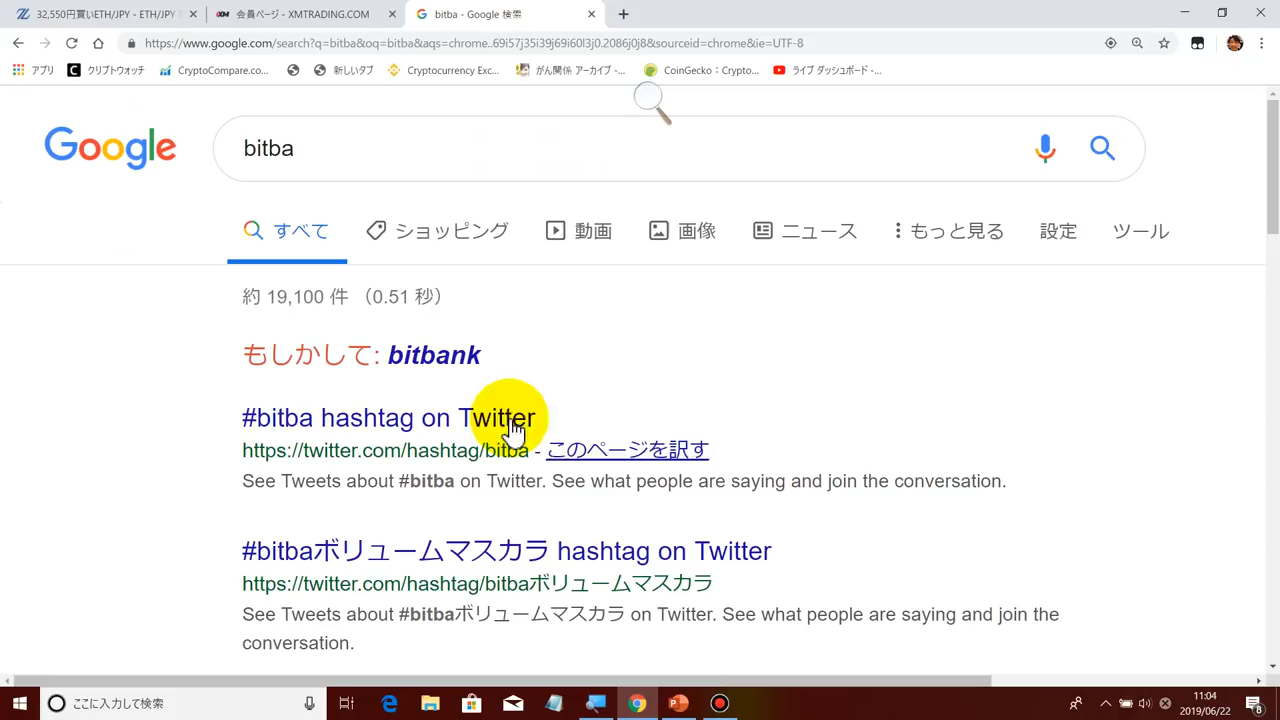 32,550円買いETH/JPY - ETH/JPY
会員ページ - XMTRADING.COM
bitba - Google 検索
https://www.google.com/search?q=bitba&oq=bitba&aqs=chrome..69i57j35i39j69i60l3j0.2086j0j8&sourceid=chrome&ie=UTF-8
アプリ
クリプトウォッチ
CryptoCompare.co...
新しいタブ
Cryptocurrency Exc...
がん関係 アーカイブ -...
CoinGecko：Crypto...
ライブ ダッシュボード -...
Google
bitba
すべて ショッピング 動画 画像 ニュース もっと見る 設定 ツール
約 19,100 件 （0.51 秒）
もしかして: bitbank
#bitba hashtag on Twitter
https://twitter.com/hashtag/bitba - このページを訳す
See Tweets about #bitba on Twitter. See what people are saying and join the conversation.
#bitbaボリュームマスカラ hashtag on Twitter
https://twitter.com/hashtag/bitbaボリュームマスカラ
See Tweets about #bitbaボリュームマスカラ on Twitter. See what people are saying and join the
conversation.
ここに入力して検索
11:04
2019/06/22
8